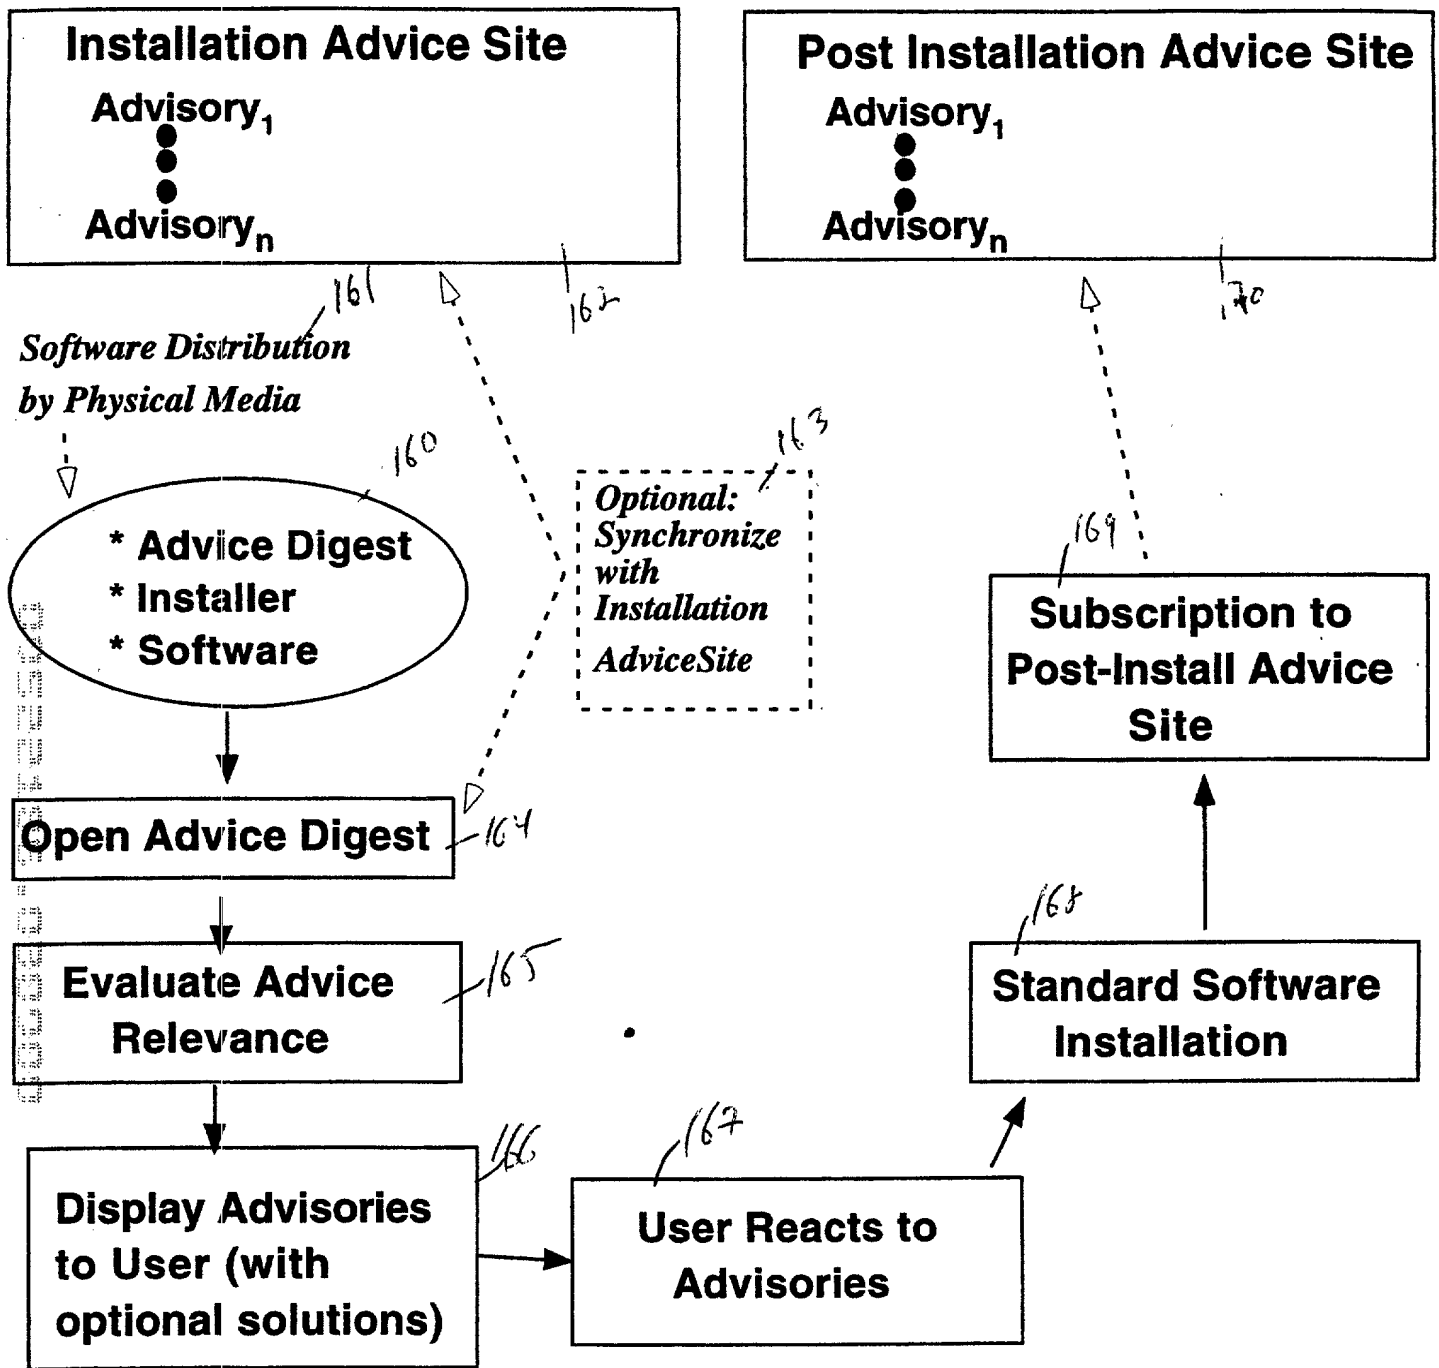 Installation Advice Site
Advisory1
Advisoryn
162
Post Installation Advice Site
Advisory1
Advisoryn
170
161
Software Distribution
by Physical Media
160
* Advice Digest
* Installer
* Software
163
Optional:
Synchronize
with
Installation
AdviceSite
Open Advice Digest
164
Evaluate Advice
Relevance
165
Display Advisories
to User (with
optional solutions)
166
User Reacts to
Advisories
167
168
Standard Software
Installation
169
Subscription to
Post-Install Advice
Site